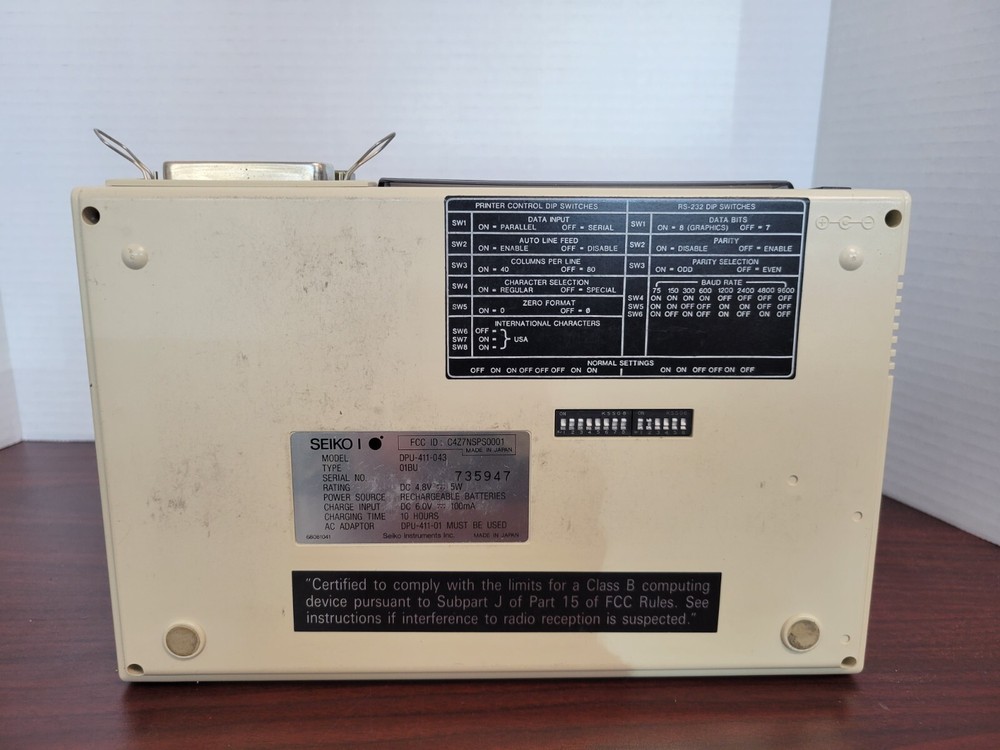 PRINTER CONTROL DIP SWITCHES
RS-232 DIP SWITCHES
SW1 DATA INPUT
ON = PARALLEL OFF = SERIAL
SW2 AUTO LINE FEED
ON = ENABLE OFF = DISABLE
SW3 COLUMNS PER LINE
ON = 40 OFF = 80
SW4 CHARACTER SELECTION
ON = REGULAR OFF = SPECIAL
SW5 ZERO FORMAT
ON = 0 OFF = Ø
INTERNATIONAL CHARACTERS
SW6 OFF =
SW7 ON = } USA
SW8 ON =
SW1 DATA BITS
ON = 8 (GRAPHICS) OFF = 7
SW2 PARITY
ON = DISABLE OFF = ENABLE
SW3 PARITY SELECTION
ON = ODD OFF = EVEN
BAUD RATE
75 150 300 600 1200 2400 4800 9600
SW4 ON ON ON ON OFF OFF OFF OFF
SW5 ON ON OFF OFF ON ON OFF OFF
SW6 ON OFF ON OFF ON OFF ON OFF
NORMAL SETTINGS
OFF ON ON OFF OFF OFF ON ON
ON ON OFF OFF ON OFF
ON
ON
SEIKO I
FCC ID: C4Z7NSPS0001
MADE IN JAPAN
MODEL DPU-411-043
TYPE 01BU
SERIAL NO. 735947
RATING DC 4.8V ⎓ 5W
POWER SOURCE RECHARGEABLE BATTERIES
CHARGE INPUT DC 6.0V ⎓ 100mA
CHARGING TIME 10 HOURS
AC ADAPTOR DPU-411-01 MUST BE USED
Seiko Instruments Inc. MADE IN JAPAN
"Certified to comply with the limits for a Class B computing
device pursuant to Subpart J of Part 15 of FCC Rules. See
instructions if interference to radio reception is suspected."